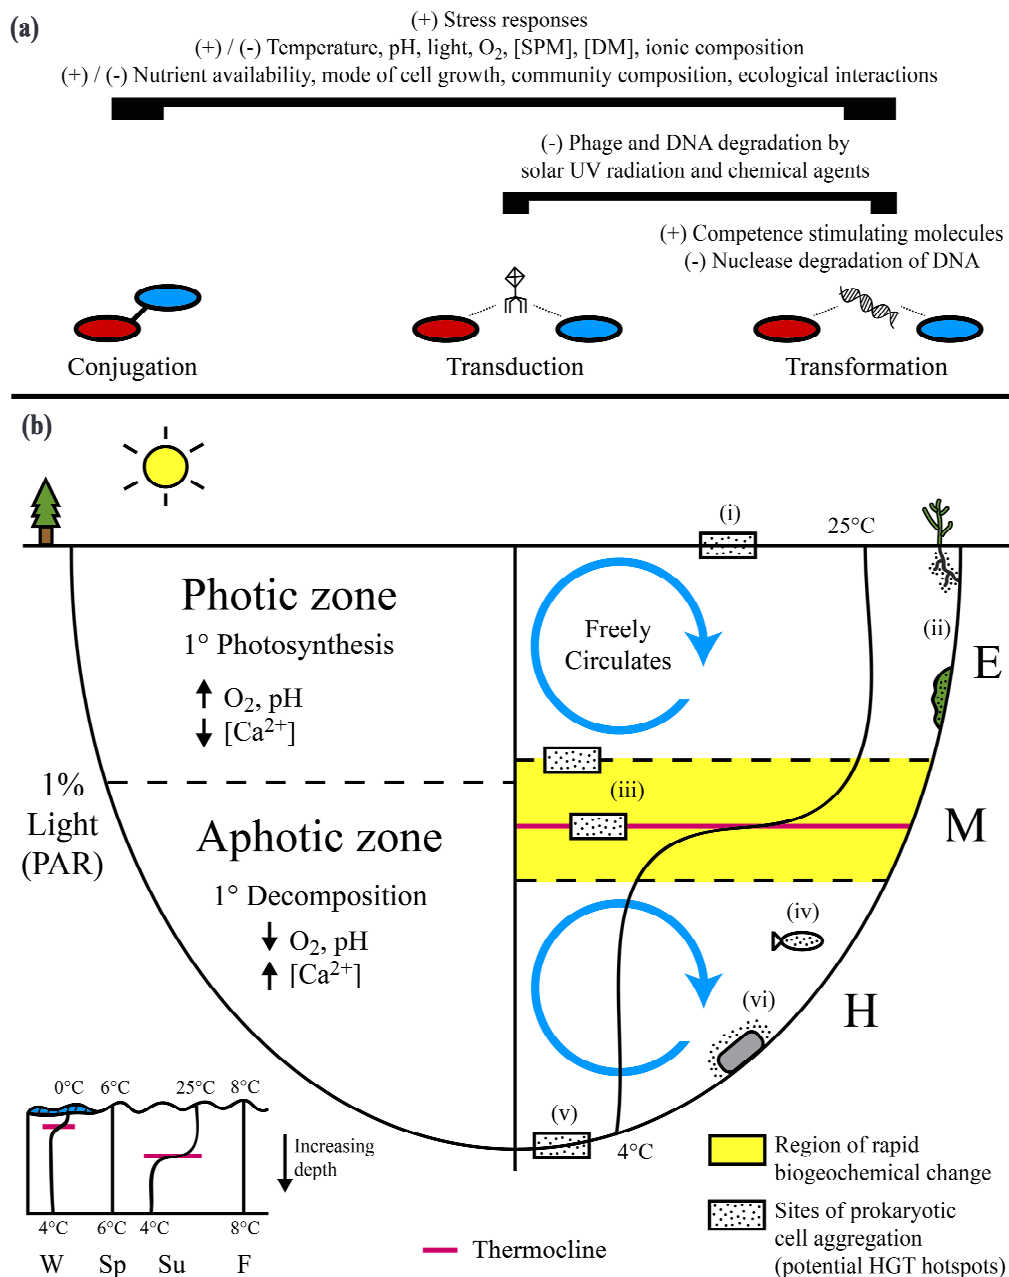 (a)
(+) Stress responses
(+) / (-) Temperature, pH, light, O₂, [SPM], [DM], ionic composition
(+) / (-) Nutrient availability, mode of cell growth, community composition, ecological interactions
(-) Phage and DNA degradation by
solar UV radiation and chemical agents
(+) Competence stimulating molecules
(-) Nuclease degradation of DNA
Conjugation
Transduction
Transformation
(b)
(i)
25°C
Photic zone
1° Photosynthesis
↑ O₂, pH
↓ [Ca²⁺]
Freely
Circulates
(ii)
E
1%
Light
(PAR)
(iii)
M
Aphotic zone
1° Decomposition
↓ O₂, pH
↑ [Ca²⁺]
(iv)
H
(vi)
(v)
4°C
0°C 6°C 25°C 8°C
Increasing
depth
4°C 6°C 4°C 8°C
W Sp Su F
Thermocline
Region of rapid
biogeochemical change
Sites of prokaryotic
cell aggregation
(potential HGT hotspots)